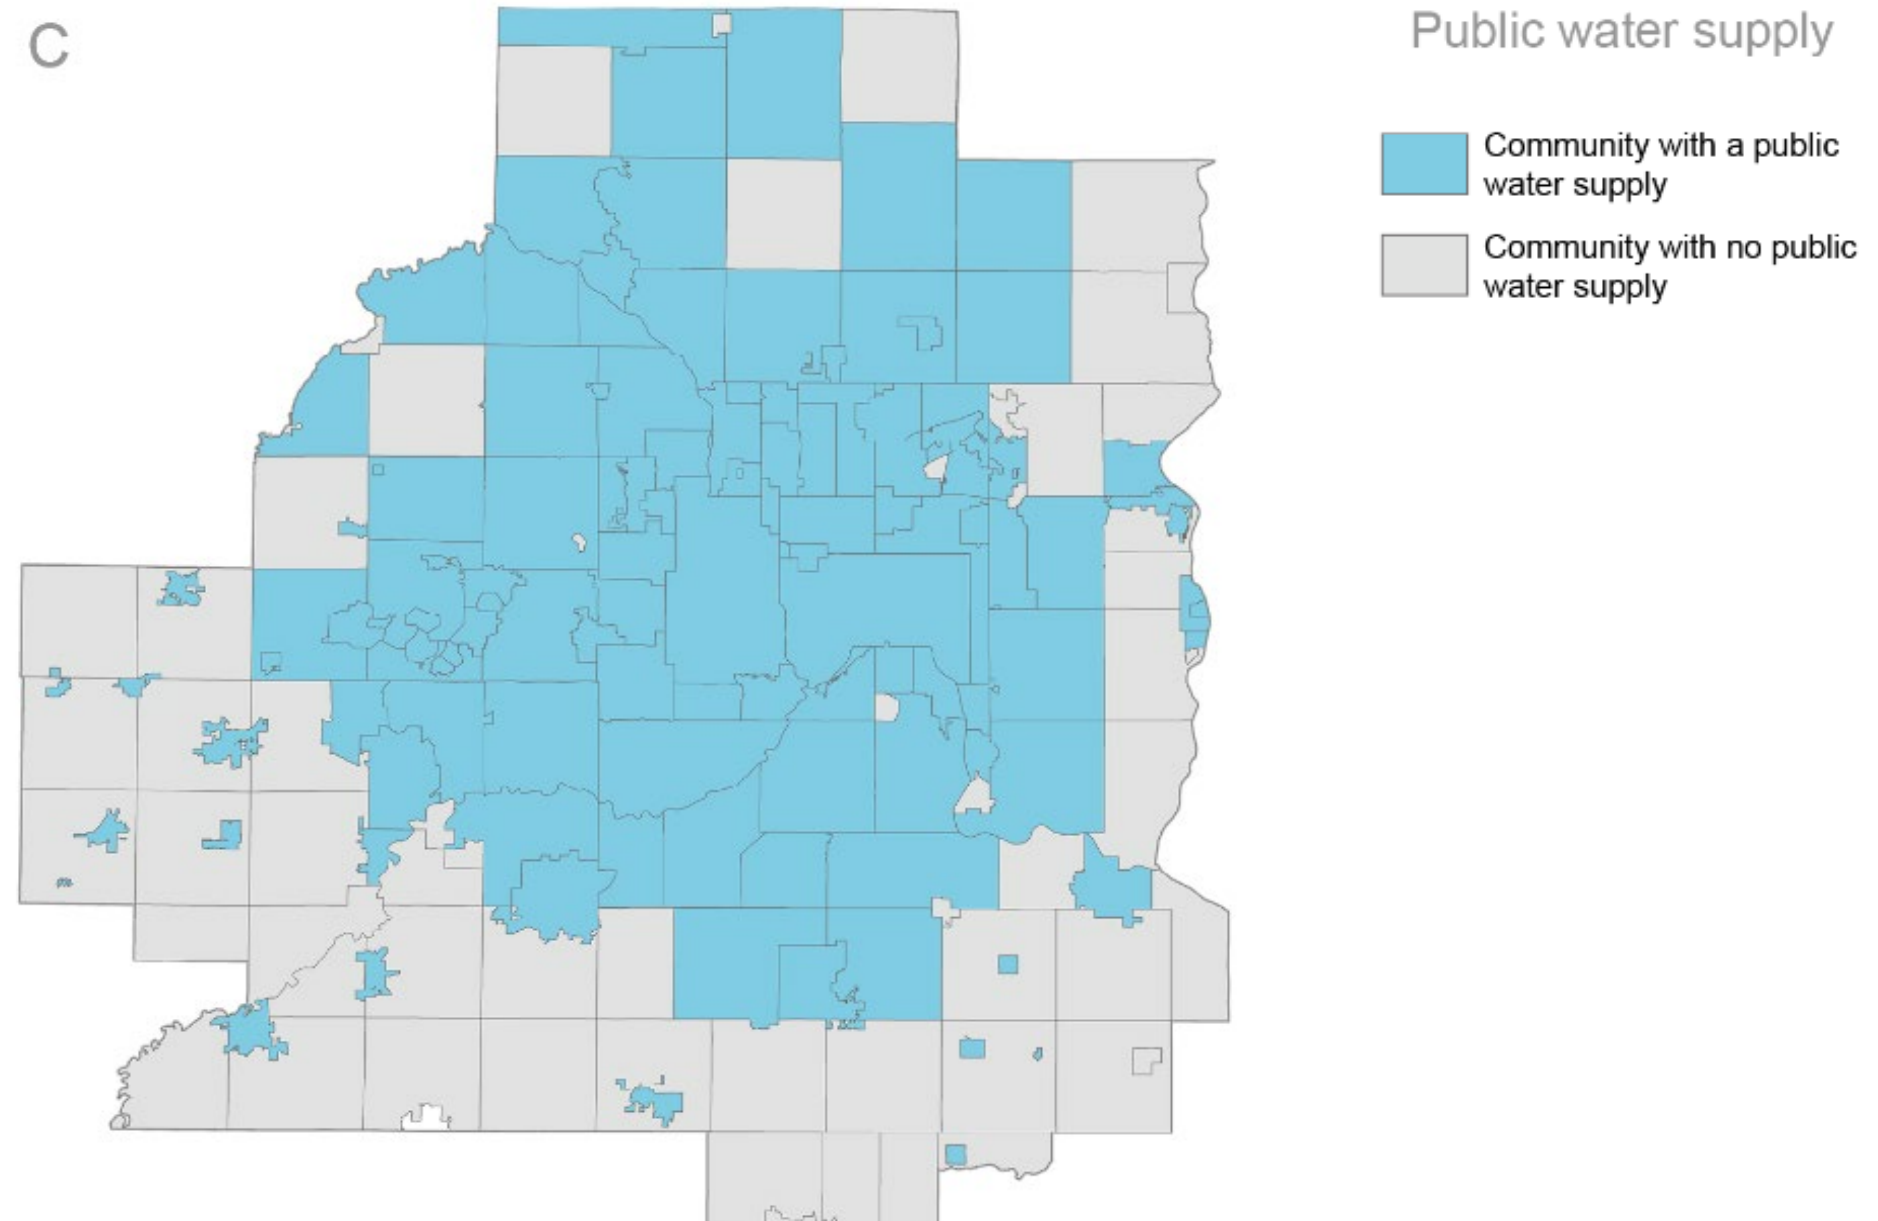 C
Public water supply
Community with a public
water supply
Community with no public
water supply